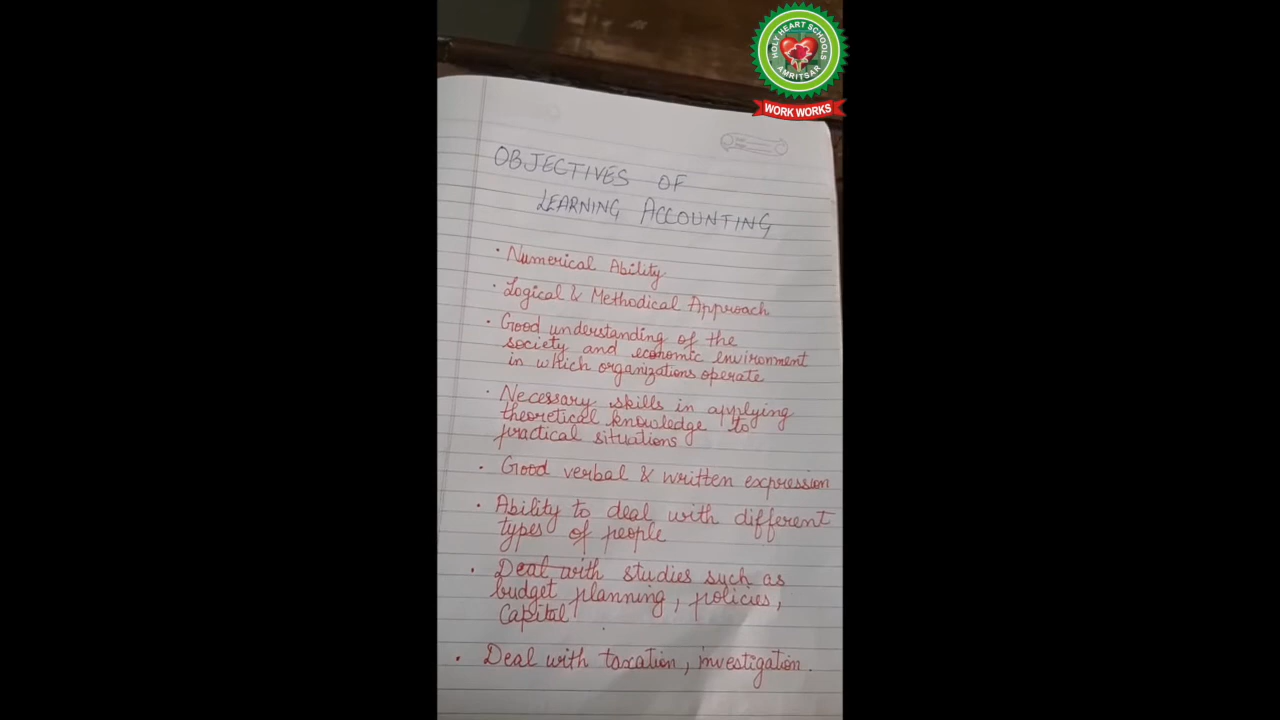 HOLY HEART SCHOOLS
AMRITSAR
WORK WORKS
OBJECTIVES OF
LEARNING ACCOUNTING
· Numerical Ability
· Logical & Methodical Approach
· Good understanding of the
society and economic environment
in which organizations operate
· Necessary skills in applying
theoretical knowledge to
practical situations
· Good verbal & written expression
· Ability to deal with different
types of people
· Deal with studies such as
budget planning, policies,
Capital
· Deal with taxation, investigation.